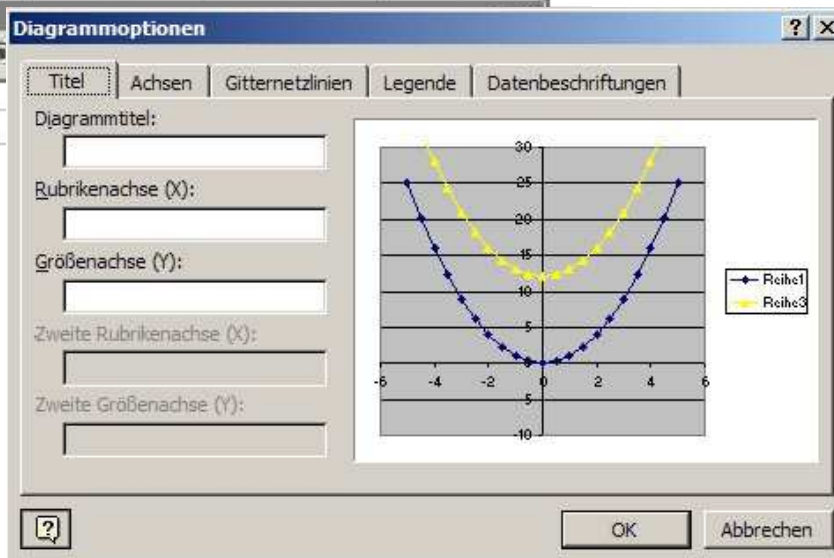 Diagrammoptionen
Titel Achsen Gitternetzlinien Legende Datenbeschriftungen
Diagrammtitel:
Rubrikenachse (X):
Größenachse (Y):
Zweite Rubrikenachse (X):
Zweite Größenachse (Y):
30
25
20
15
10
5
0
-6 -4 -2 0 2 4 6
5
-10
Reihe1
Reihe3
OK Abbrechen